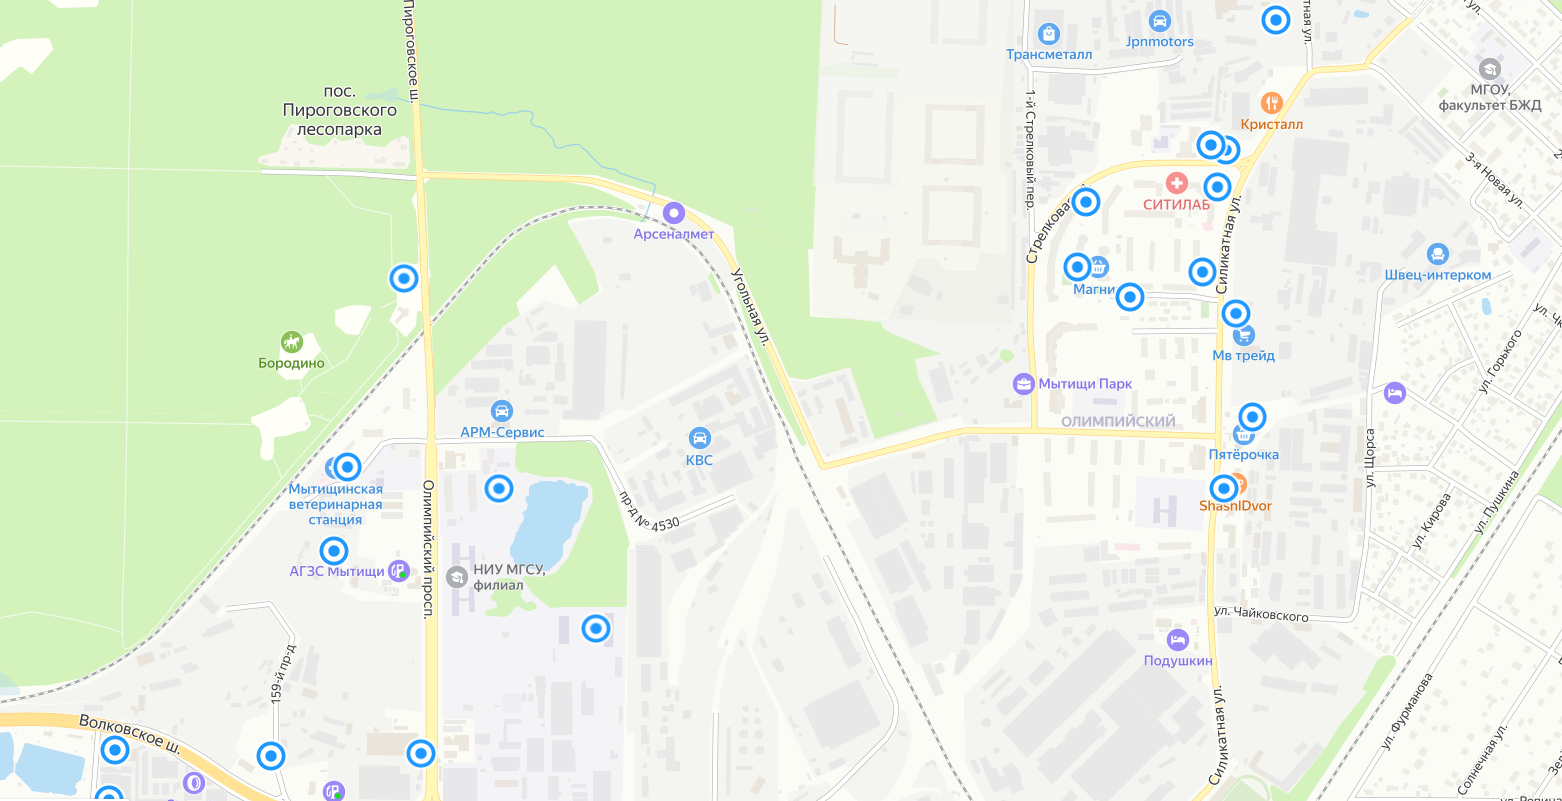 Пироговское ш.
тная ул.
ул.
Трансметалл
Jpnmotors
МГОУ,
факультет БЖД
пос.
Пироговского
лесопарка
1-й Стрелковый пер.
Кристалл
3-я Новая ул.
СИТИЛАБ
Стрелковая
Силикатная ул.
Арсеналмет
Швец-интерком
Угольная ул.
Магни
Бородино
Мв трейд
ул. Горького
Мытищи Парк
ОЛИМПИЙСКИЙ
АРМ-Сервис
КВС
Пятёрочка
ул. Щорса
Мытищинская
ветеринарная
станция
Олимпийский просп.
пр-д № 4530
ShashlDvor
ул. Кирова
ул. Пушкина
АГЗС Мытищи
НИУ МГСУ,
филиал
ул. Чайковского
159-й пр-д
Подушкин
Волковское ш.
Силикатная ул.
ул. Фурманова
Солнечная ул.